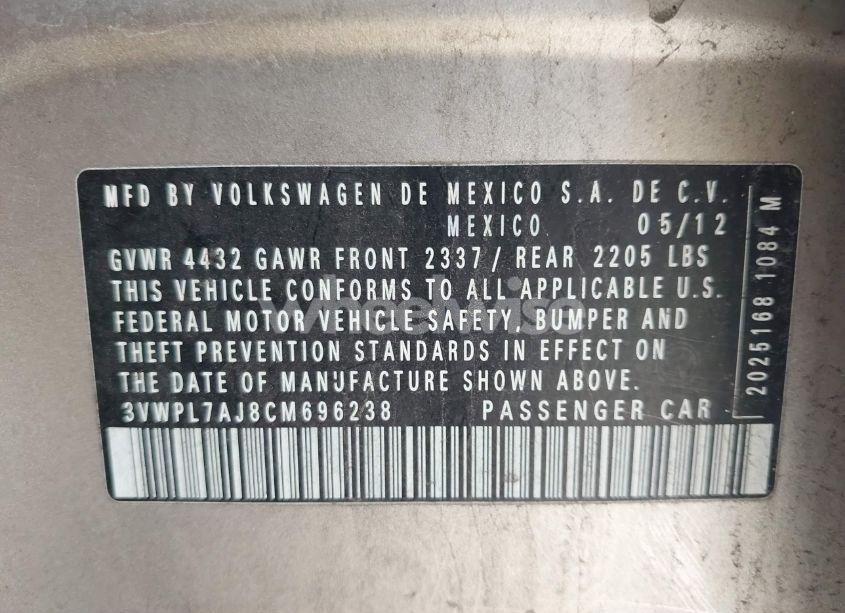 MFD BY VOLKSWAGEN DE MEXICO S.A. DE C.V.
MEXICO 05/12
GVWR 4432 GAWR FRONT 2337/ REAR 2205 LBS
THIS VEHICLE CONFORMS TO ALL APPLICABLE U.S.
FEDERAL MOTOR VEHICLE SAFETY, BUMPER AND
THEFT PREVENTION STANDARDS IN EFFECT ON
THE DATE OF MANUFACTURE SHOWN ABOVE.
3VWPL7AJ8CM696238 PASSENGER CAR
2025168 1084 M
wheelwise